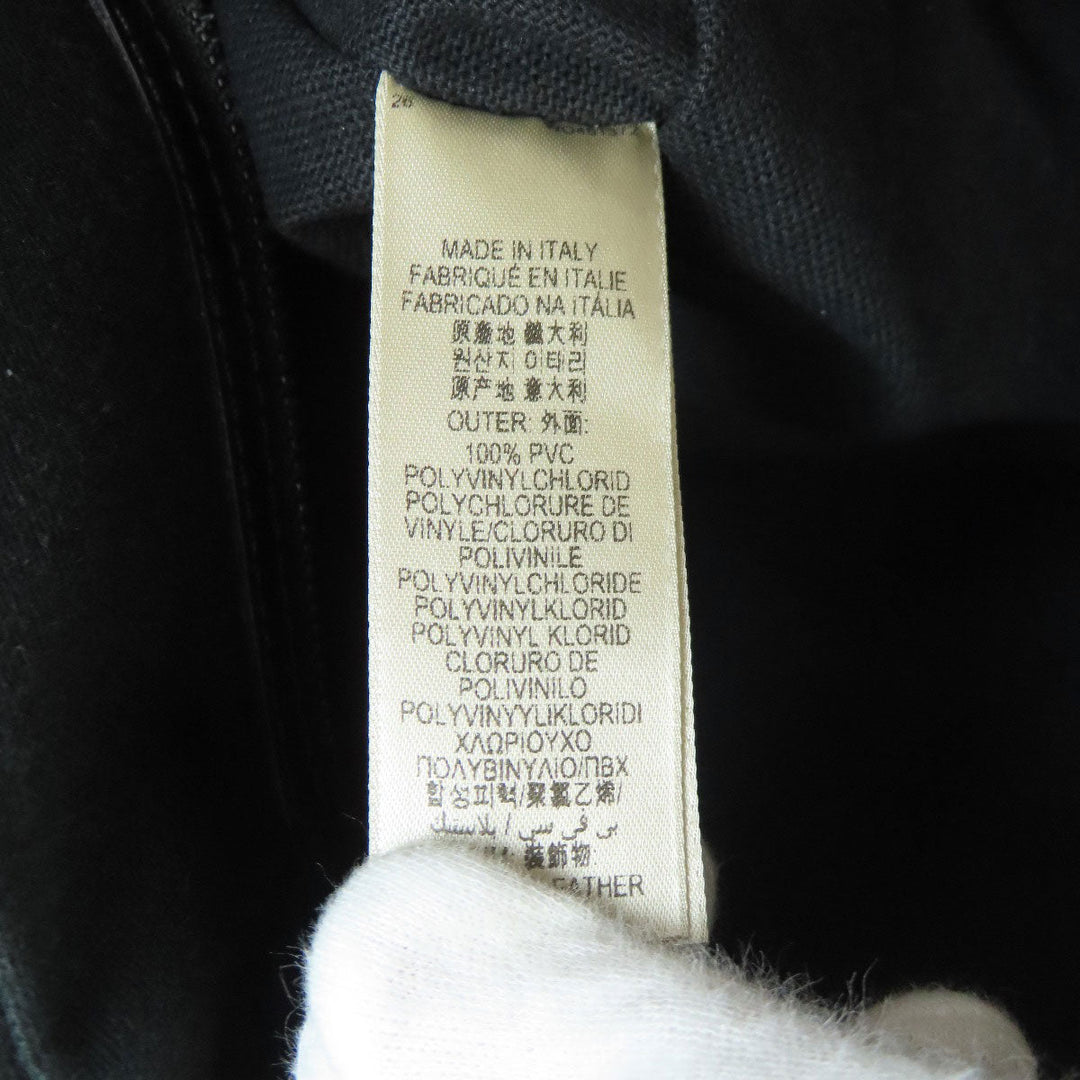 26
MADE IN ITALY
FABRIQUÉ EN ITALIE
FABRICADO NA ITÁLIA
原產地 義大利
원산지 이타리
原产地 意大利
OUTER: 外面:
100% PVC
POLYVINYLCHLORID
POLYCHLORURE DE
VINYLE/CLORURO DI
POLIVINILE
POLYVINYLCHLORIDE
POLYVINYLKLORID
POLYVINYL KLORID
CLORURO DE
POLIVINILO
POLYVINYYLIKLORIDI
ΧΛΩΡΙΟΥΧΟ
ΠΟΛΥΒΙΝΥΛΙΟ/ΠΒΧ
합성피혁/聚氯乙烯/
بي في سي / بلاستيك
装飾物